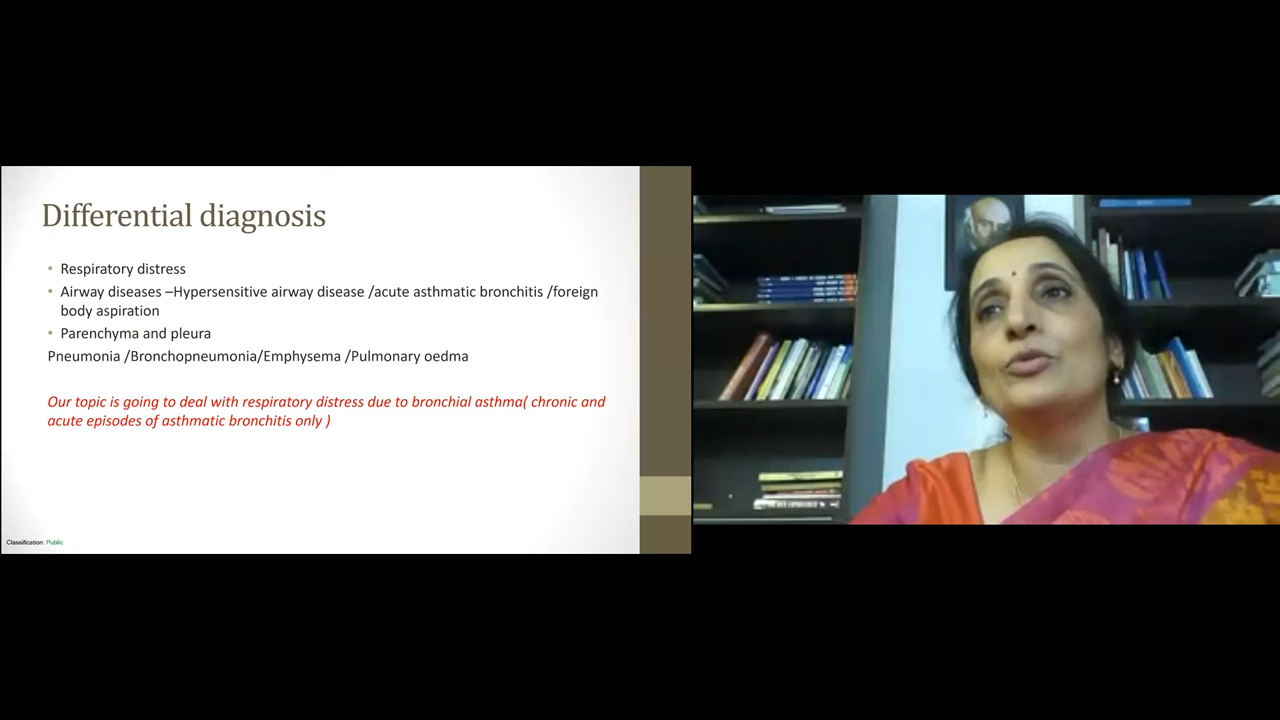 Differential diagnosis
• Respiratory distress
• Airway diseases –Hypersensitive airway disease /acute asthmatic bronchitis /foreign
body aspiration
• Parenchyma and pleura
Pneumonia /Bronchopneumonia/Emphysema /Pulmonary oedma
Our topic is going to deal with respiratory distress due to bronchial asthma( chronic and
acute episodes of asthmatic bronchitis only )
Classification: Public